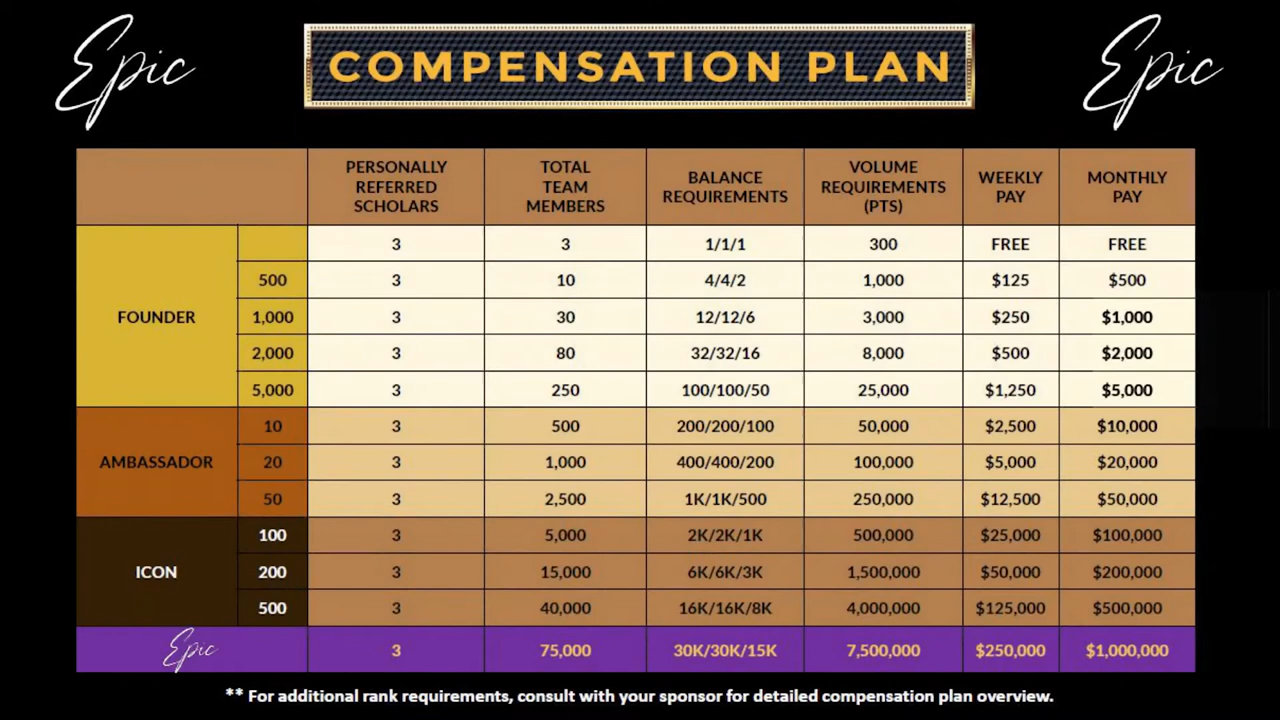 Epic
COMPENSATION PLAN
Epic
PERSONALLY REFERRED SCHOLARS TOTAL TEAM MEMBERS BALANCE REQUIREMENTS VOLUME REQUIREMENTS (PTS) WEEKLY PAY MONTHLY PAY
3 3 1/1/1 300 FREE FREE
500 3 10 4/4/2 1,000 $125 $500
FOUNDER 1,000 3 30 12/12/6 3,000 $250 $1,000
2,000 3 80 32/32/16 8,000 $500 $2,000
5,000 3 250 100/100/50 25,000 $1,250 $5,000
10 3 500 200/200/100 50,000 $2,500 $10,000
AMBASSADOR 20 3 1,000 400/400/200 100,000 $5,000 $20,000
50 3 2,500 1K/1K/500 250,000 $12,500 $50,000
100 3 5,000 2K/2K/1K 500,000 $25,000 $100,000
ICON 200 3 15,000 6K/6K/3K 1,500,000 $50,000 $200,000
500 3 40,000 16K/16K/8K 4,000,000 $125,000 $500,000
Epic 3 75,000 30K/30K/15K 7,500,000 $250,000 $1,000,000
** For additional rank requirements, consult with your sponsor for detailed compensation plan overview.